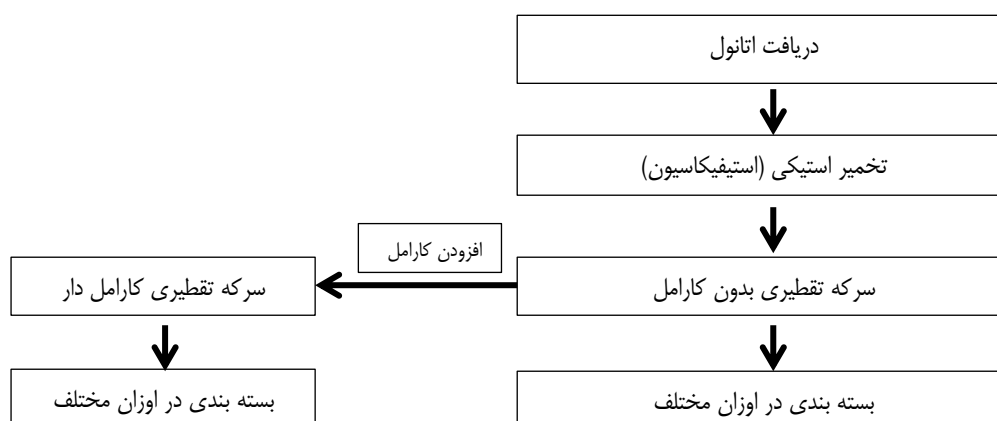 دریافت اتانول
تخمیر استیکی (استیفیکاسیون)
افزودن کارامل
سرکه تقطیری بدون کارامل
سرکه تقطیری کارامل دار
بسته بندی در اوزان مختلف
بسته بندی در اوزان مختلف